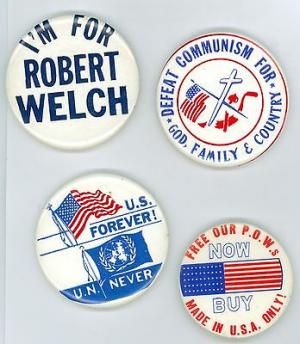 I'M FOR
ROBERT
WELCH
★ DEFEAT COMMUNISM FOR ★
GOD, FAMILY & COUNTRY
U.S.
FOREVER!
U.N. NEVER
FREE OUR P.O.W.s
NOW
BUY
MADE IN U.S.A. ONLY!